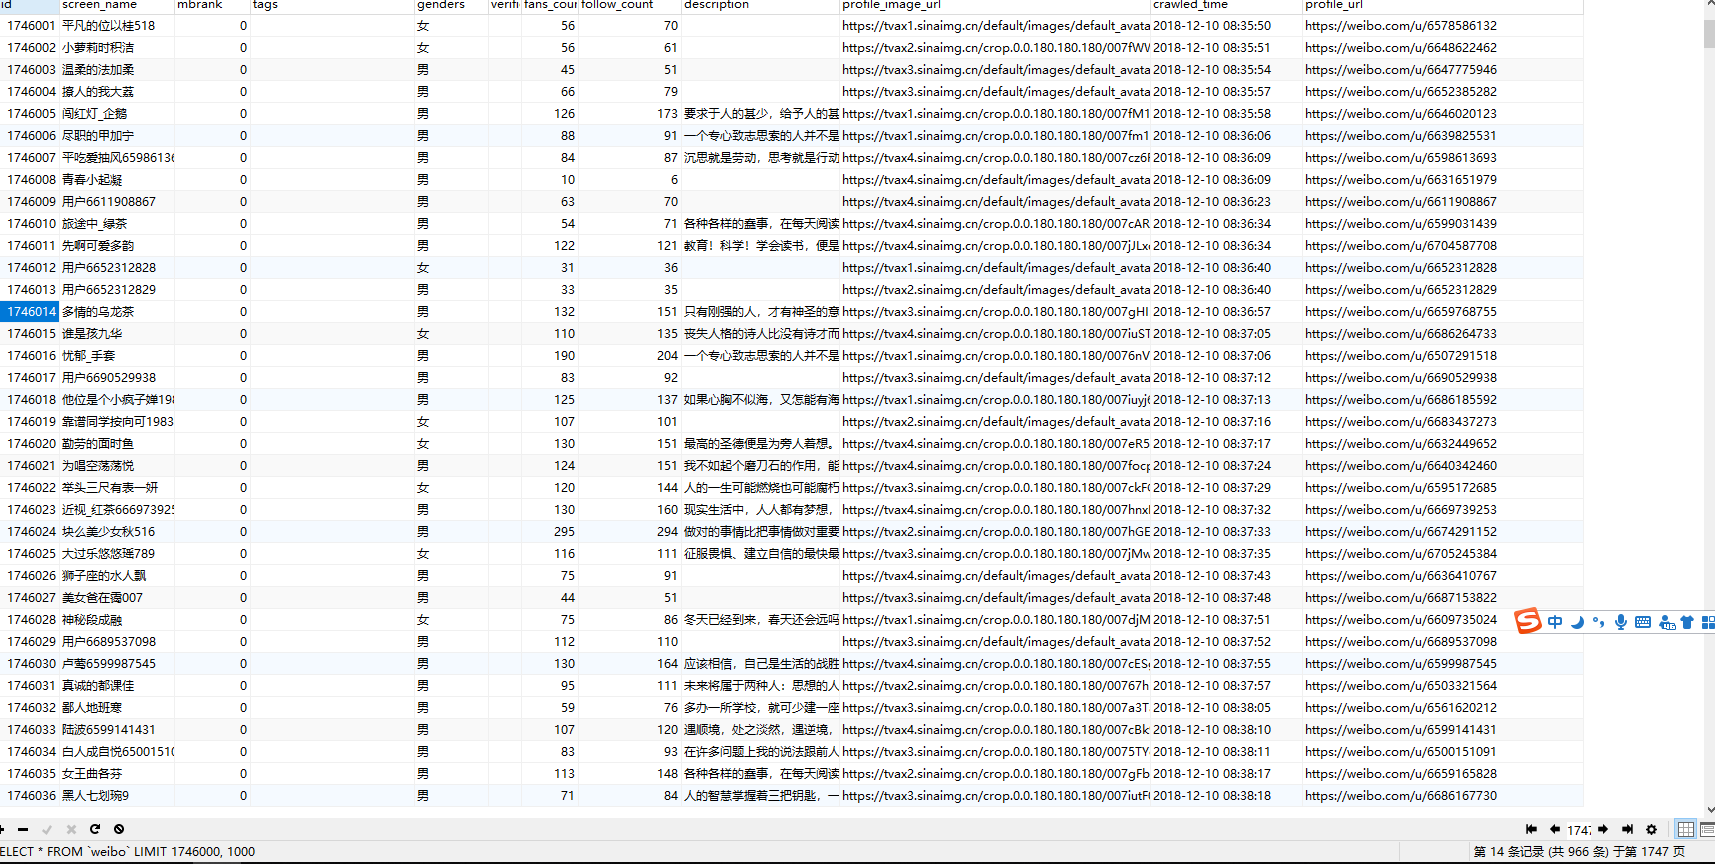 id screen_name mbrank tags genders verifi fans_cour follow_count description profile_image_url crawled_time profile_url
1746001 平凡的位以桂518 0 女 56 70 https://tvax1.sinaimg.cn/crop.0.0.180.180.180/ 2018-12-10 08:35:50 https://weibo.com/u/6578586132
1746002 小萝莉时积洁 0 女 56 61 https://tvax2.sinaimg.cn/crop.0.0.180.180.180/007fWV 2018-12-10 08:35:51 https://weibo.com/u/6648622462
1746003 温柔的法加柔 0 男 45 51 https://tvax3.sinaimg.cn/default/images/default_avata 2018-12-10 08:35:54 https://weibo.com/u/6647775946
1746004 撩人的我大荔 0 男 66 79 https://tvax3.sinaimg.cn/default/images/default_avata 2018-12-10 08:35:57 https://weibo.com/u/6652385282
1746005 闯红灯_企鹅 0 男 126 173 要求于人的甚少，给予人的甚 https://tvax1.sinaimg.cn/crop.0.0.180.180.180/007fM1 2018-12-10 08:35:58 https://weibo.com/u/6646020123
1746006 尽职的甲加宁 0 男 88 91 一个专心致志思索的人并不是 https://tvax1.sinaimg.cn/crop.0.0.180.180.180/007fm1 2018-12-10 08:36:06 https://weibo.com/u/6639825531
1746007 平吃爱抽风65986136 0 男 84 87 沉思就是劳动，思考就是行动 https://tvax4.sinaimg.cn/crop.0.0.180.180.180/007cz6 2018-12-10 08:36:09 https://weibo.com/u/6598613693
1746008 青春小起凝 0 男 10 6 https://tvax4.sinaimg.cn/default/images/default_avata 2018-12-10 08:36:09 https://weibo.com/u/6631651979
1746009 用户6611908867 0 男 63 70 https://tvax4.sinaimg.cn/default/images/default_avata 2018-12-10 08:36:23 https://weibo.com/u/6611908867
1746010 旅途中_绿茶 0 男 54 71 各种各样的蠢事，在每天阅读 https://tvax2.sinaimg.cn/crop.0.0.180.180.180/007cAR 2018-12-10 08:36:34 https://weibo.com/u/6599031439
1746011 先啊可爱多韵 0 男 122 121 教育！科学！学会读书，便是 https://tvax4.sinaimg.cn/crop.0.0.180.180.180/007jJLx 2018-12-10 08:36:34 https://weibo.com/u/6704587708
1746012 用户6652312828 0 女 31 36 https://tvax1.sinaimg.cn/default/images/default_avata 2018-12-10 08:36:40 https://weibo.com/u/6652312828
1746013 用户6652312829 0 男 33 35 https://tvax2.sinaimg.cn/default/images/default_avata 2018-12-10 08:36:40 https://weibo.com/u/6652312829
1746014 多情的乌龙茶 0 男 132 151 只有刚强的人，才有神圣的意 https://tvax3.sinaimg.cn/crop.0.0.180.180.180/007gHI 2018-12-10 08:36:57 https://weibo.com/u/6659768755
1746015 谁是孩九华 0 女 110 135 丧失人格的诗人比没有诗才而 https://tvax4.sinaimg.cn/crop.0.0.180.180.180/007iuST 2018-12-10 08:37:05 https://weibo.com/u/6686264733
1746016 忧郁_手套 0 男 190 204 一个专心致志思索的人并不是 https://tvax1.sinaimg.cn/crop.0.0.180.180.180/0076nV 2018-12-10 08:37:06 https://weibo.com/u/6507291518
1746017 用户6690529938 0 男 83 92 https://tvax3.sinaimg.cn/default/images/default_avata 2018-12-10 08:37:12 https://weibo.com/u/6690529938
1746018 他位是个小疯子婵198 0 男 125 137 如果心胸不似海，又怎能有海 https://tvax1.sinaimg.cn/crop.0.0.180.180.180/007iuyj 2018-12-10 08:37:13 https://weibo.com/u/6686185592
1746019 靠谱同学按向可1983 0 女 107 101 https://tvax2.sinaimg.cn/default/images/default_avata 2018-12-10 08:37:16 https://weibo.com/u/6683437273
1746020 勤劳的面时鱼 0 女 130 151 最高的圣德便是为旁人着想。 https://tvax4.sinaimg.cn/crop.0.0.180.180.180/007eR5 2018-12-10 08:37:17 https://weibo.com/u/6632449652
1746021 为唱空荡荡悦 0 男 124 151 我不如起个磨刀石的作用，能 https://tvax4.sinaimg.cn/crop.0.0.180.180.180/007focp 2018-12-10 08:37:24 https://weibo.com/u/6640342460
1746022 举头三尺有表一妍 0 女 120 144 人的一生可能燃烧也可能腐朽 https://tvax3.sinaimg.cn/crop.0.0.180.180.180/007ckF 2018-12-10 08:37:29 https://weibo.com/u/6595172685
1746023 近视_红茶666973925 0 男 130 160 现实生活中，人人都有梦想， https://tvax4.sinaimg.cn/crop.0.0.180.180.180/007hnx 2018-12-10 08:37:32 https://weibo.com/u/6669739253
1746024 块么美少女秋516 0 男 295 294 做对的事情比把事情做对重要 https://tvax2.sinaimg.cn/crop.0.0.180.180.180/007hGE 2018-12-10 08:37:33 https://weibo.com/u/6674291152
1746025 大过乐悠悠瑶789 0 女 116 111 征服畏惧、建立自信的最快最 https://tvax3.sinaimg.cn/crop.0.0.180.180.180/007jMw 2018-12-10 08:37:35 https://weibo.com/u/6705245384
1746026 狮子座的水人飘 0 男 75 91 https://tvax4.sinaimg.cn/default/images/default_avata 2018-12-10 08:37:43 https://weibo.com/u/6636410767
1746027 美女爸在霭007 0 男 44 51 https://tvax4.sinaimg.cn/default/images/default_avata 2018-12-10 08:37:48 https://weibo.com/u/6687153822
1746028 神秘段成融 0 女 75 86 冬天已经到来，春天还会远吗 https://tvax1.sinaimg.cn/crop.0.0.180.180.180/007djM 2018-12-10 08:37:51 https://weibo.com/u/6609735024
1746029 用户6689537098 0 男 112 110 https://tvax3.sinaimg.cn/default/images/default_avata 2018-12-10 08:37:52 https://weibo.com/u/6689537098
1746030 卢莺6599987545 0 男 130 164 应该相信，自己是生活的战胜 https://tvax4.sinaimg.cn/crop.0.0.180.180.180/007cES 2018-12-10 08:37:55 https://weibo.com/u/6599987545
1746031 真诚的都课佳 0 男 95 111 未来将属于两种人：思想的人 https://tvax2.sinaimg.cn/crop.0.0.180.180.180/00767h 2018-12-10 08:37:57 https://weibo.com/u/6503321564
1746032 鄙人地班寒 0 男 59 76 多办一所学校，就可少建一座 https://tvax3.sinaimg.cn/crop.0.0.180.180.180/007a3T 2018-12-10 08:38:05 https://weibo.com/u/6561620212
1746033 陆波6599141431 0 男 107 120 遇顺境，处之淡然，遇逆境， https://tvax4.sinaimg.cn/crop.0.0.180.180.180/007cBk 2018-12-10 08:38:10 https://weibo.com/u/6599141431
1746034 白人成自悦65001510 0 男 83 93 在许多问题上我的说法跟前人 https://tvax4.sinaimg.cn/crop.0.0.180.180.180/0075TY 2018-12-10 08:38:11 https://weibo.com/u/6500151091
1746035 女王曲各芬 0 男 113 148 各种各样的蠢事，在每天阅读 https://tvax2.sinaimg.cn/crop.0.0.180.180.180/007gFb 2018-12-10 08:38:17 https://weibo.com/u/6659165828
1746036 黑人七划琬9 0 男 71 84 人的智慧掌握着三把钥匙，一 https://tvax3.sinaimg.cn/crop.0.0.180.180.180/007iutF 2018-12-10 08:38:18 https://weibo.com/u/6686167730
中
1747
ELECT * FROM `weibo` LIMIT 1746000, 1000 第 14 条记录 (共 966 条) 于第 1747 页